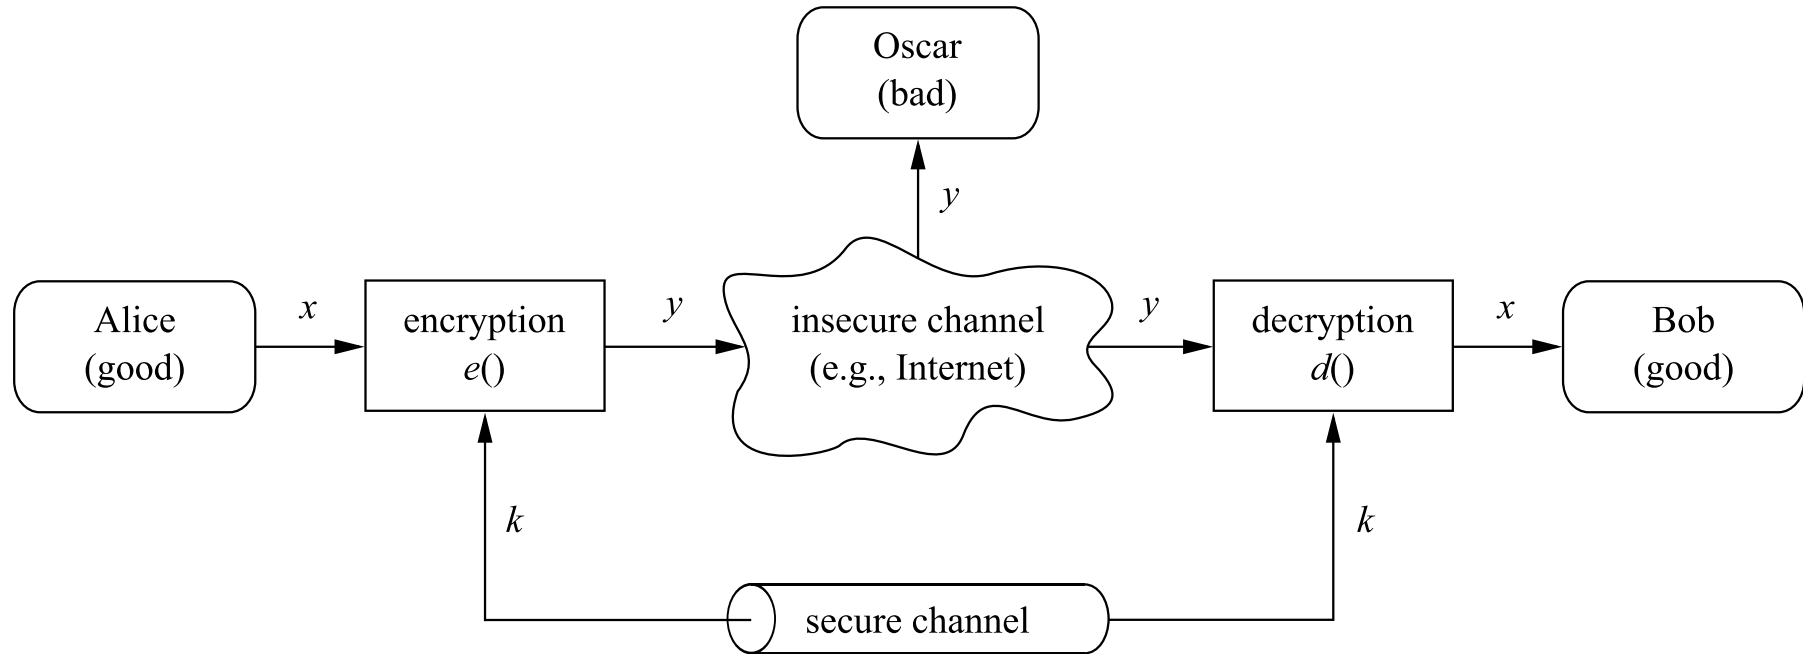 Oscar
(bad)
y
Alice
(good)
x
encryption
e()
y
insecure channel
(e.g., Internet)
y
decryption
d()
x
Bob
(good)
k
k
secure channel